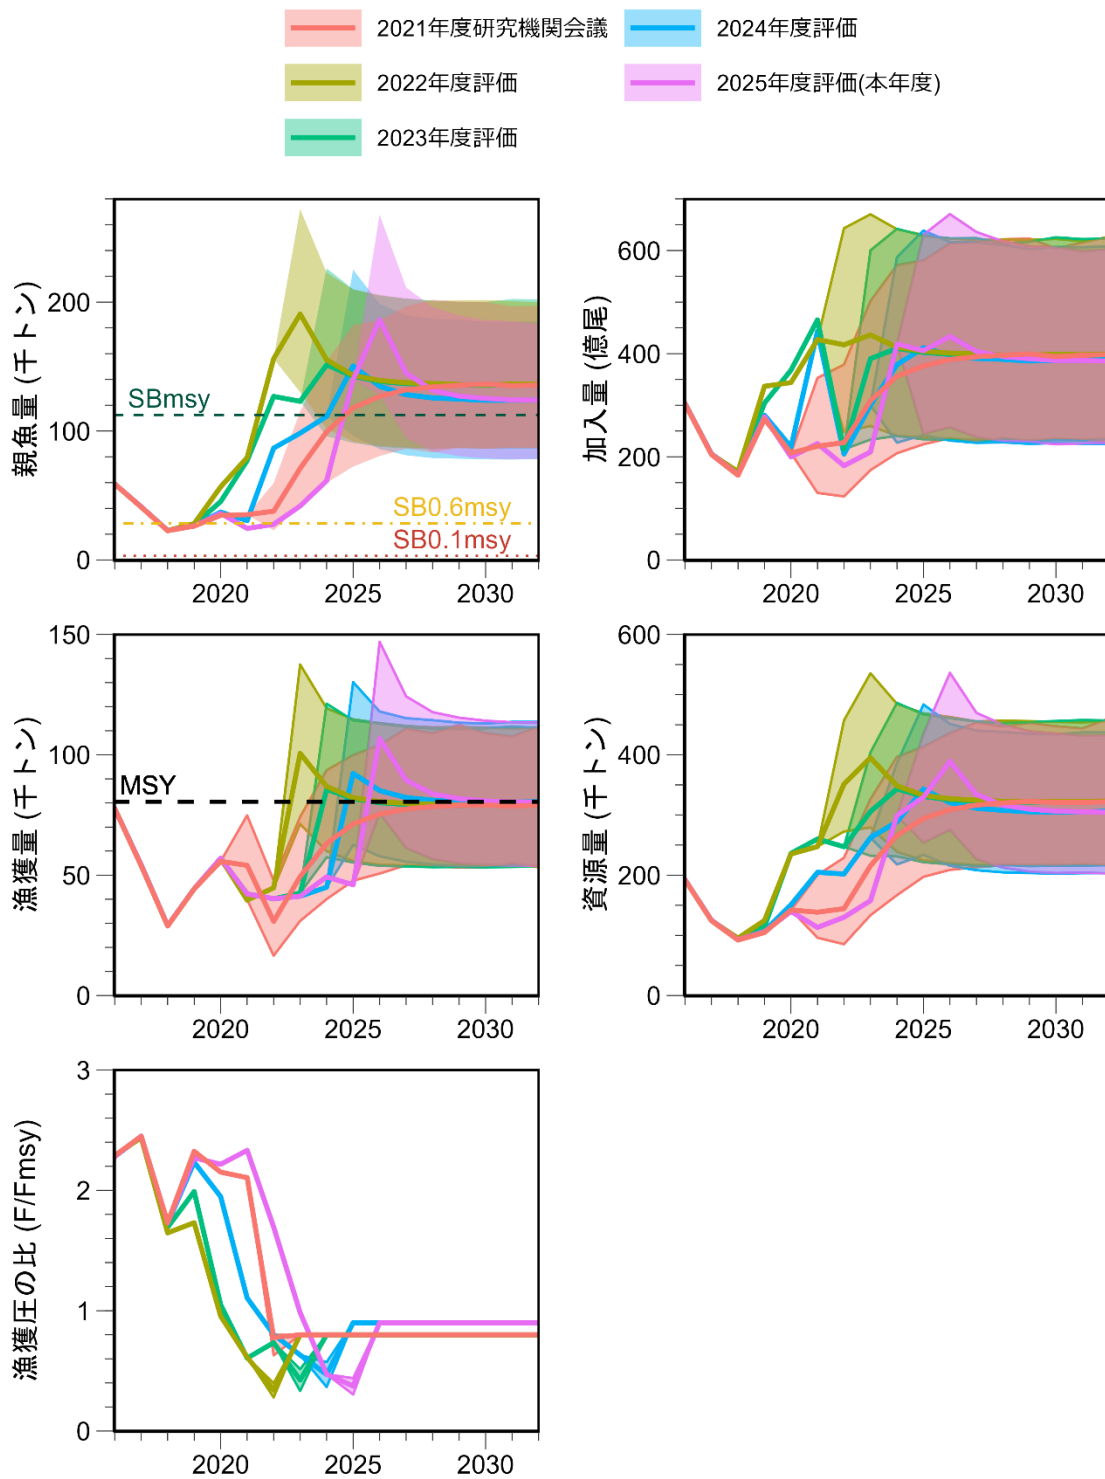 2021年度研究機関会議
2024年度評価
2022年度評価
2025年度評価(本年度)
2023年度評価
親魚量 (千トン)
200
100
0
SBmsy
SB0.6msy
SB0.1msy
2020
2025
2030
加入量 (億尾)
600
400
200
0
2020
2025
2030
漁獲量 (千トン)
150
100
50
0
MSY
2020
2025
2030
資源量 (千トン)
600
400
200
0
2020
2025
2030
漁獲圧の比 (F/Fmsy)
3
2
1
0
2020
2025
2030